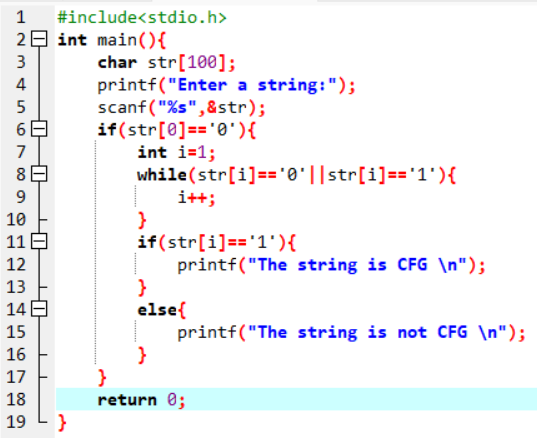 1 #include<stdio.h>
2 int main(){
3 char str[100];
4 printf("Enter a string:");
5 scanf("%s",&str);
6 if(str[0]=='0'){
7 int i=1;
8 while(str[i]=='0'||str[i]=='1'){
9 i++;
10 }
11 if(str[i]=='1'){
12 printf("The string is CFG \n");
13 }
14 else{
15 printf("The string is not CFG \n");
16 }
17 }
18 return 0;
19 }